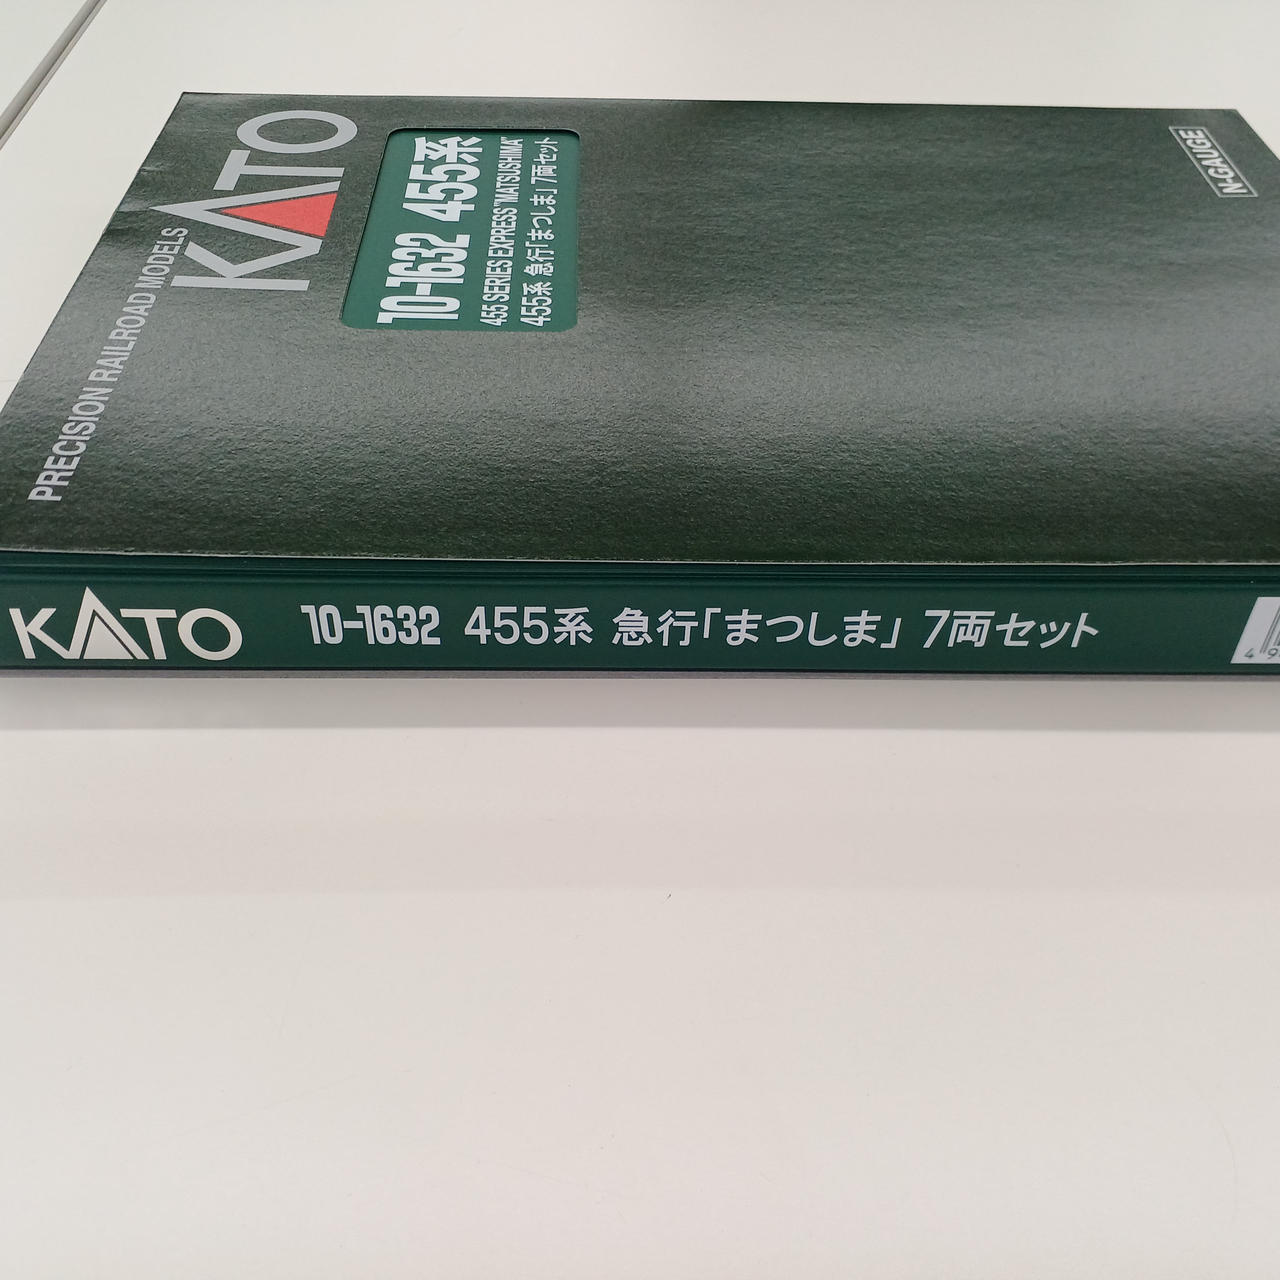 PRECISION RAILROAD MODELS
KATO
10-1632 455系
455 SERIES EXPRESS "MATSUSHIMA"
455系 急行「まつしま」 7両セット
N-GAUGE
KATO 10-1632 455系 急行「まつしま」 7両セット
4